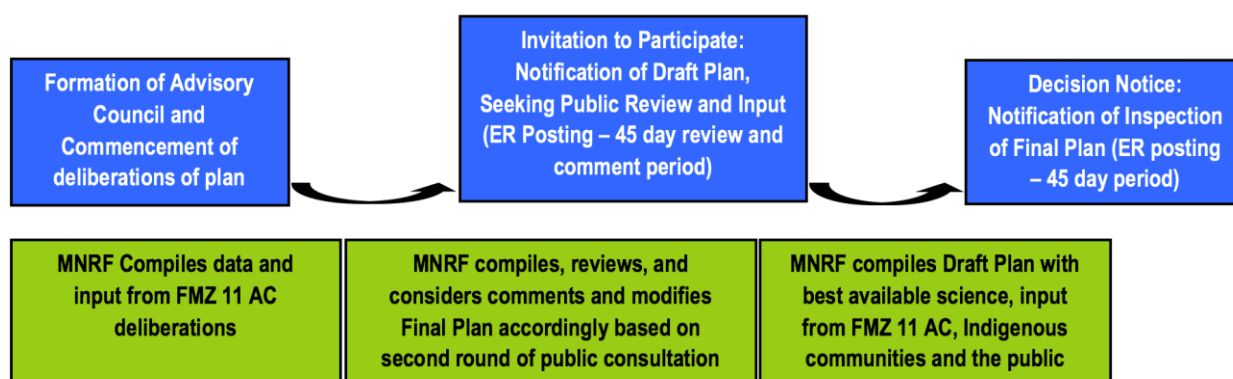 Formation of Advisory
Council and
Commencement of
deliberations of plan
Invitation to Participate:
Notification of Draft Plan,
Seeking Public Review and Input
(ER Posting – 45 day review and
comment period)
Decision Notice:
Notification of Inspection
of Final Plan (ER posting
– 45 day period)
MNRF Compiles data and
input from FMZ 11 AC
deliberations
MNRF compiles, reviews, and
considers comments and modifies
Final Plan accordingly based on
second round of public consultation
MNRF compiles Draft Plan with
best available science, input
from FMZ 11 AC, Indigenous
communities and the public